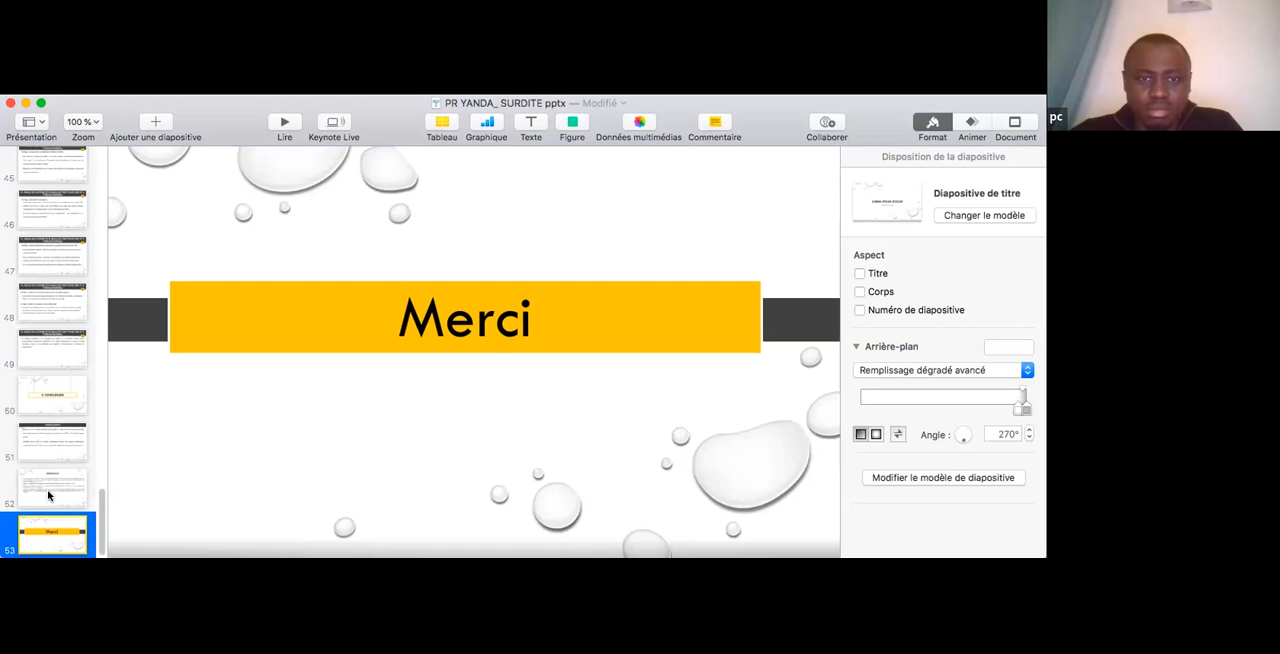 PR YANDA_ SURDITE pptx — Modifié
100 %
Présentation
Zoom
Ajouter une diapositive
Lire
Keynote Live
Tableau
Graphique
Texte
Figure
Données multimédias
Commentaire
Collaborer
Format
Animer
Document
pc
45
46
47
48
49
50
51
52
53
Merci
Merci
Disposition de la diapositive
Diapositive de titre
Changer le modèle
Aspect
Titre
Corps
Numéro de diapositive
Arrière-plan
Remplissage dégradé avancé
Angle :
270°
Modifier le modèle de diapositive